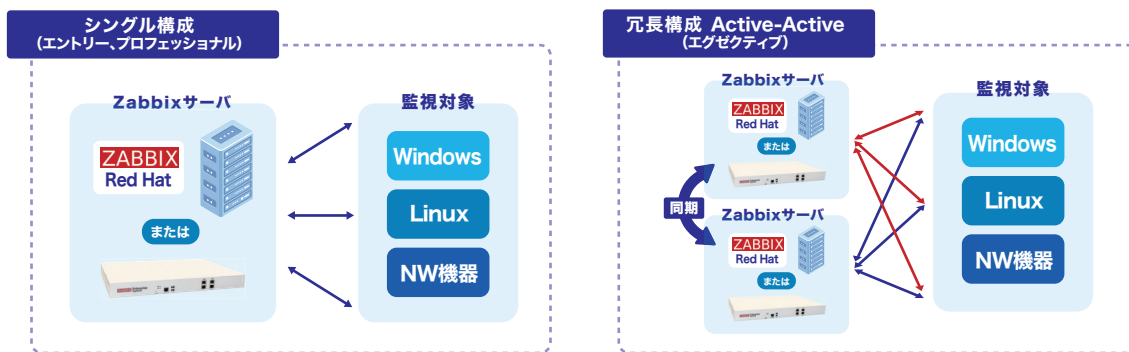 シングル構成
（エントリー、プロフェッショナル）
Zabbixサーバ
ZABBIX
Red Hat
または
監視対象
Windows
Linux
NW機器
冗長構成 Active-Active
（エグゼクティブ）
Zabbixサーバ
ZABBIX
Red Hat
または
同期
Zabbixサーバ
ZABBIX
Red Hat
または
監視対象
Windows
Linux
NW機器